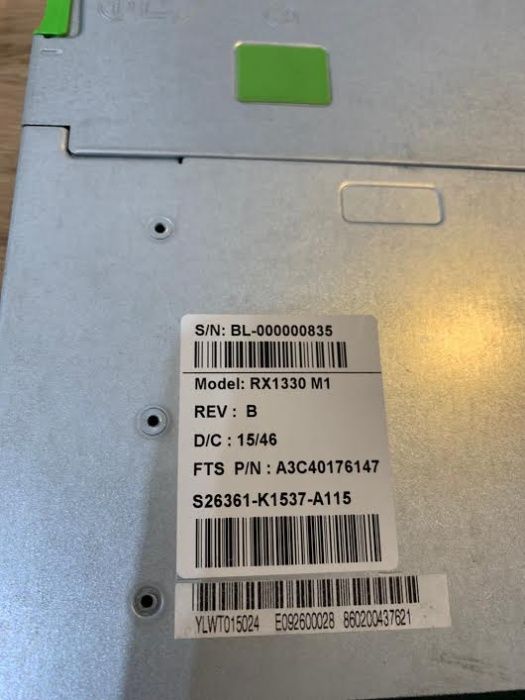 S/N: BL-000000835
Model: RX1330 M1
REV : B
D/C : 15/46
FTS P/N : A3C40176147
S26361-K1537-A115
YLWT015024 E092600028 860200437621